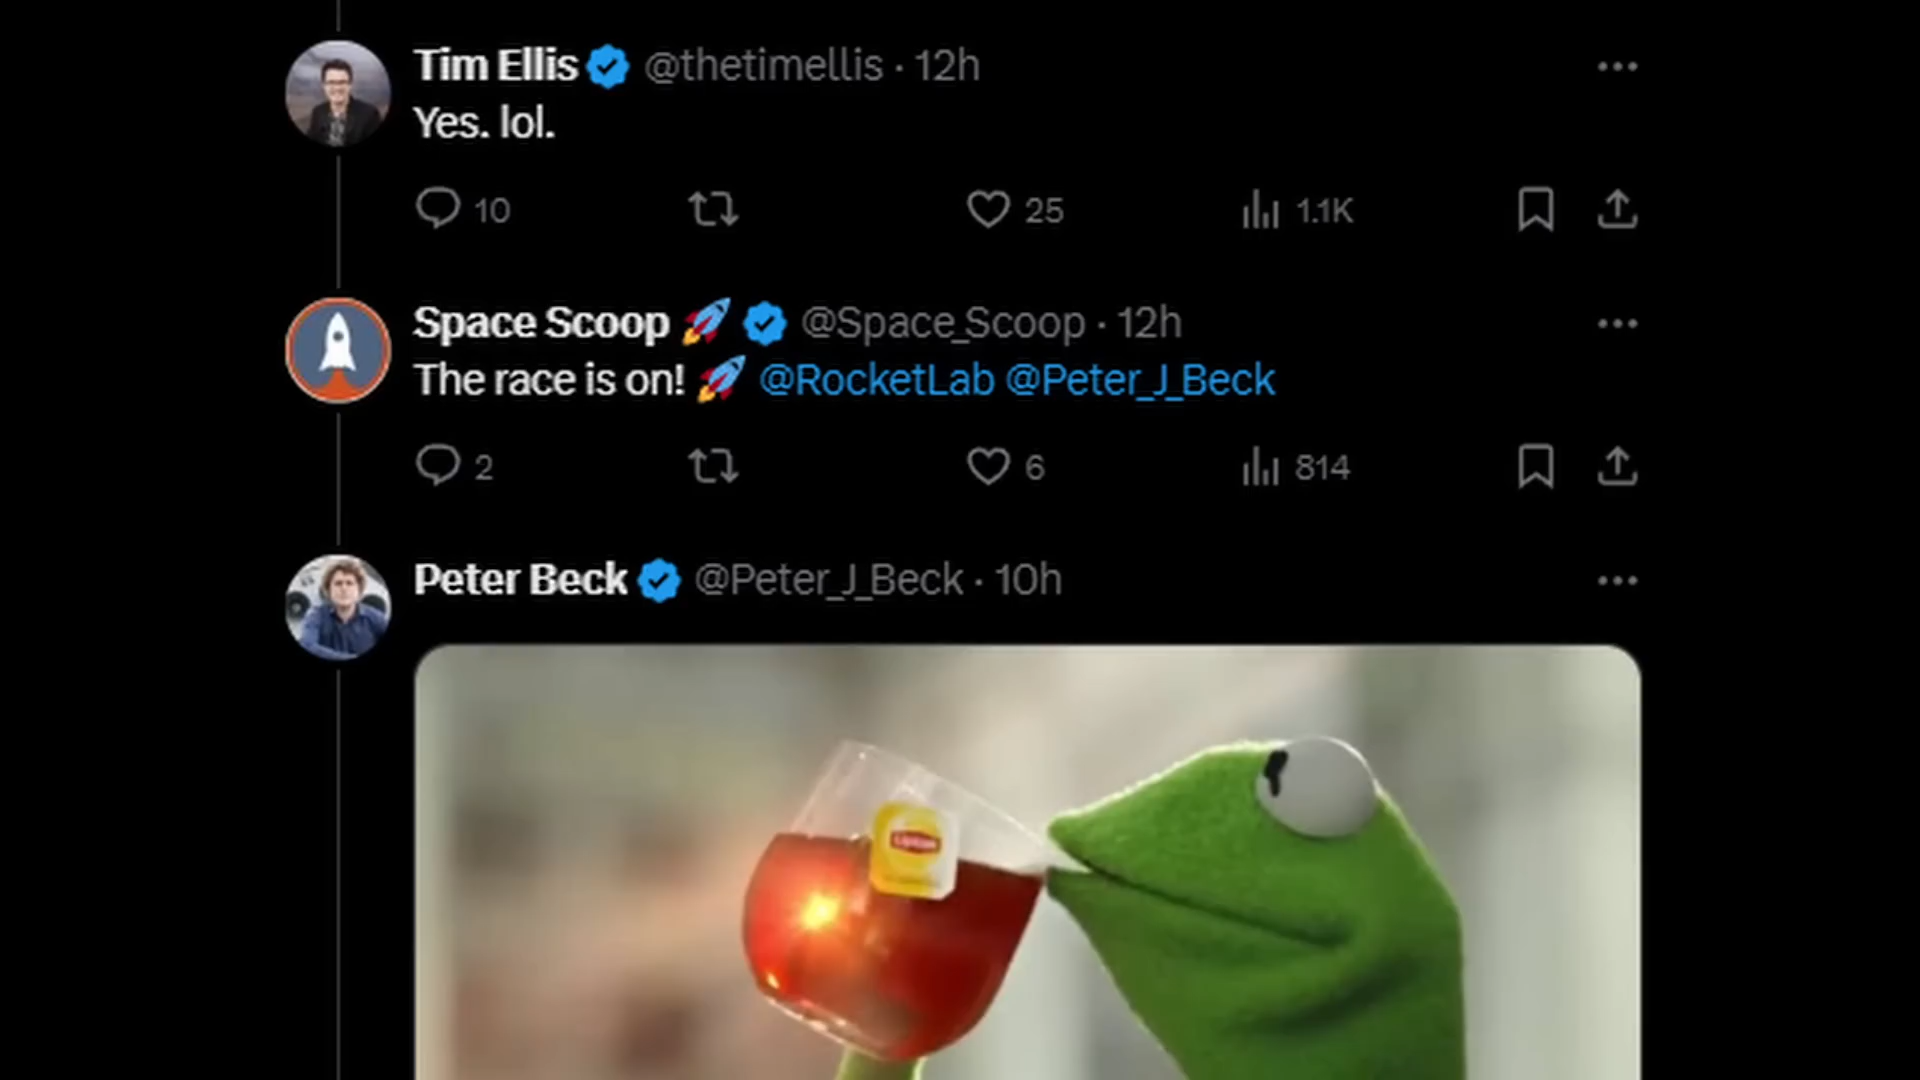 Tim Ellis @thetimellis · 12h
Yes. lol.
10 25 1.1K
Space Scoop 🚀 @Space_Scoop · 12h
The race is on! 🚀 @RocketLab @Peter_J_Beck
2 6 814
Peter Beck @Peter_J_Beck · 10h
Lipton